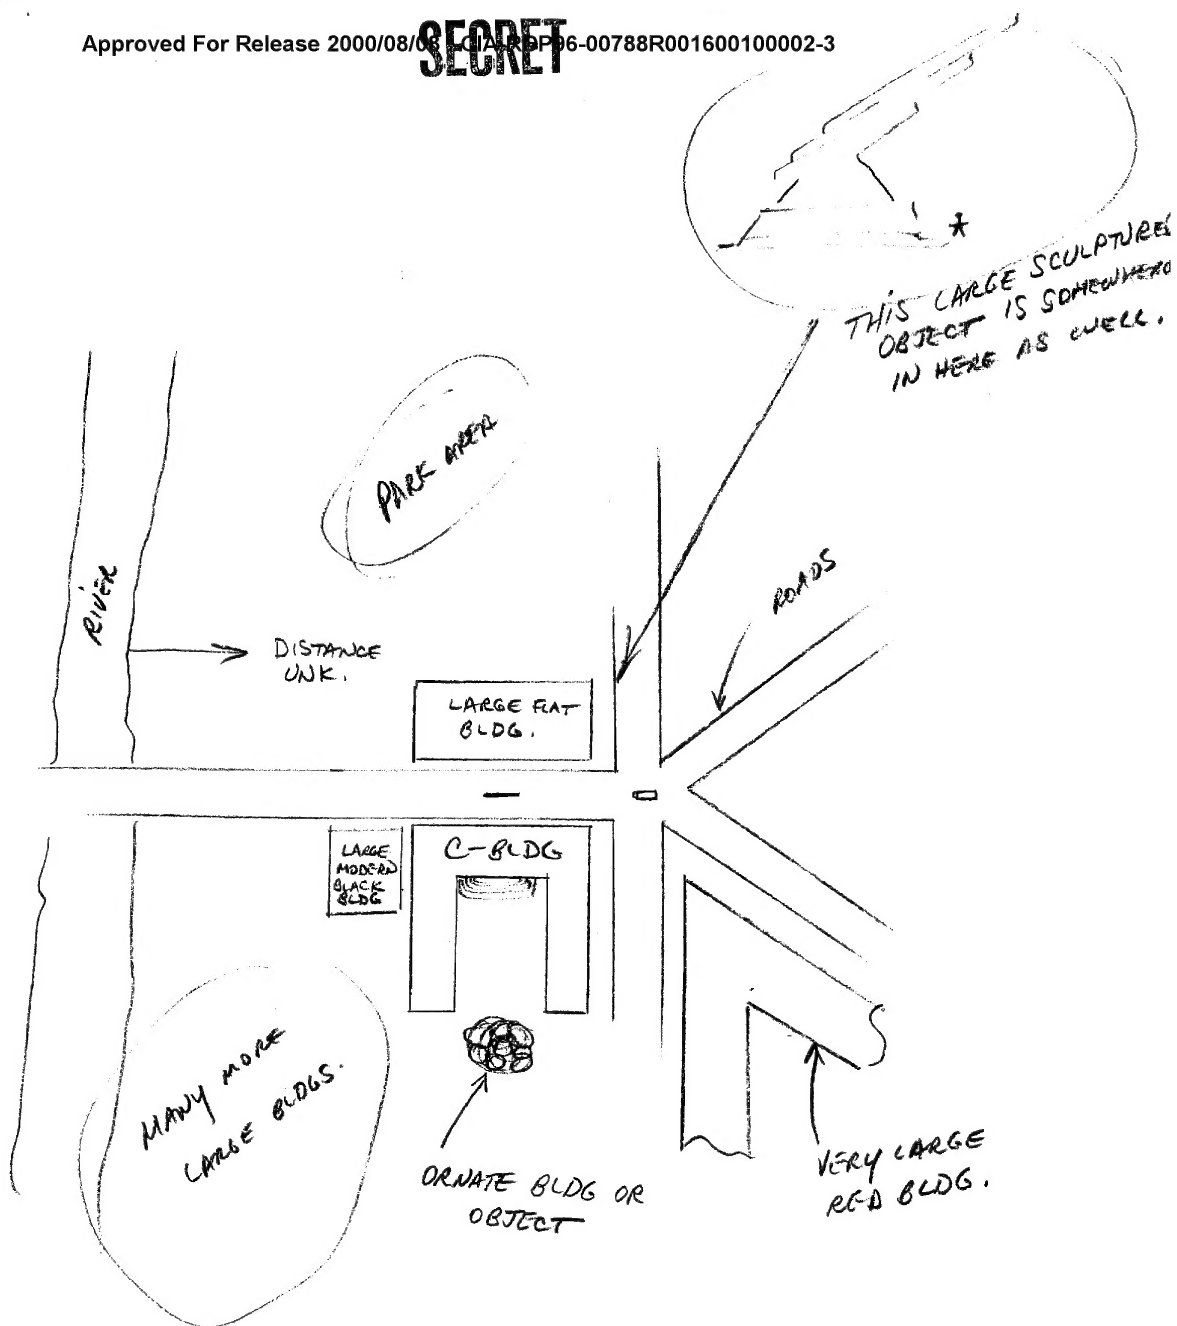 Approved For Release 2000/08/08 : CIA-RDP96-00788R001600100002-3
SECRET
THIS LARGE SCULPTURES
OBJECT IS SOMEWHERE
IN HERE AS WELL.
PARK AREA
ROADS
RIVER
DISTANCE
UNK.
LARGE FLAT
BLDG.
LARGE
MODERN
BLACK
BLDG
C-BLDG
MANY MORE
LARGE BLDGS.
ORNATE BLDG OR
OBJECT
VERY LARGE
RED BLDG.